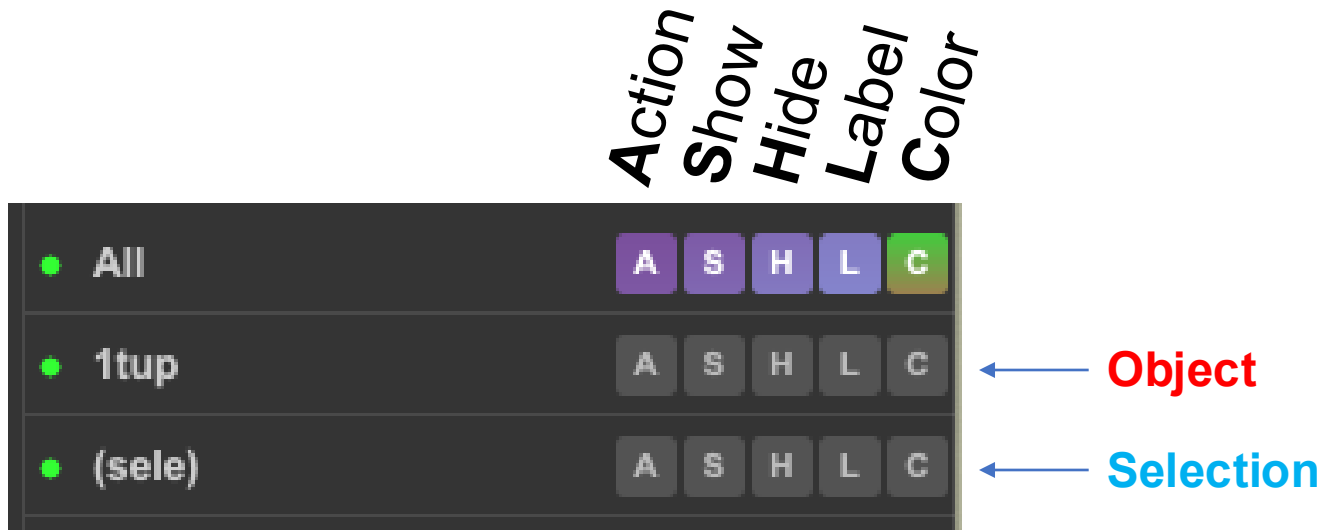 Action
Show
Hide
Label
Color
All A S H L C
1tup A S H L C Object
(sele) A S H L C Selection